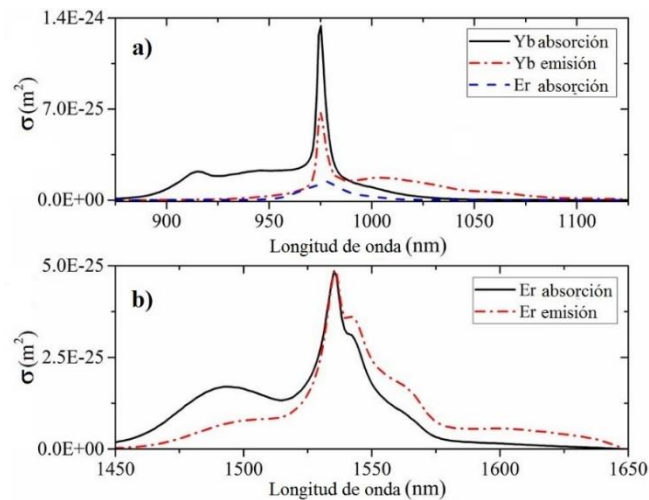 a)
1.4E-24
7.0E-25
0.0E+00
σ(m²)
Yb absorción
Yb emisión
Er absorción
900 950 1000 1050 1100
Longitud de onda (nm)
b)
5.0E-25
2.5E-25
0.0E+00
σ(m²)
Er absorción
Er emisión
1450 1500 1550 1600 1650
Longitud de onda (nm)